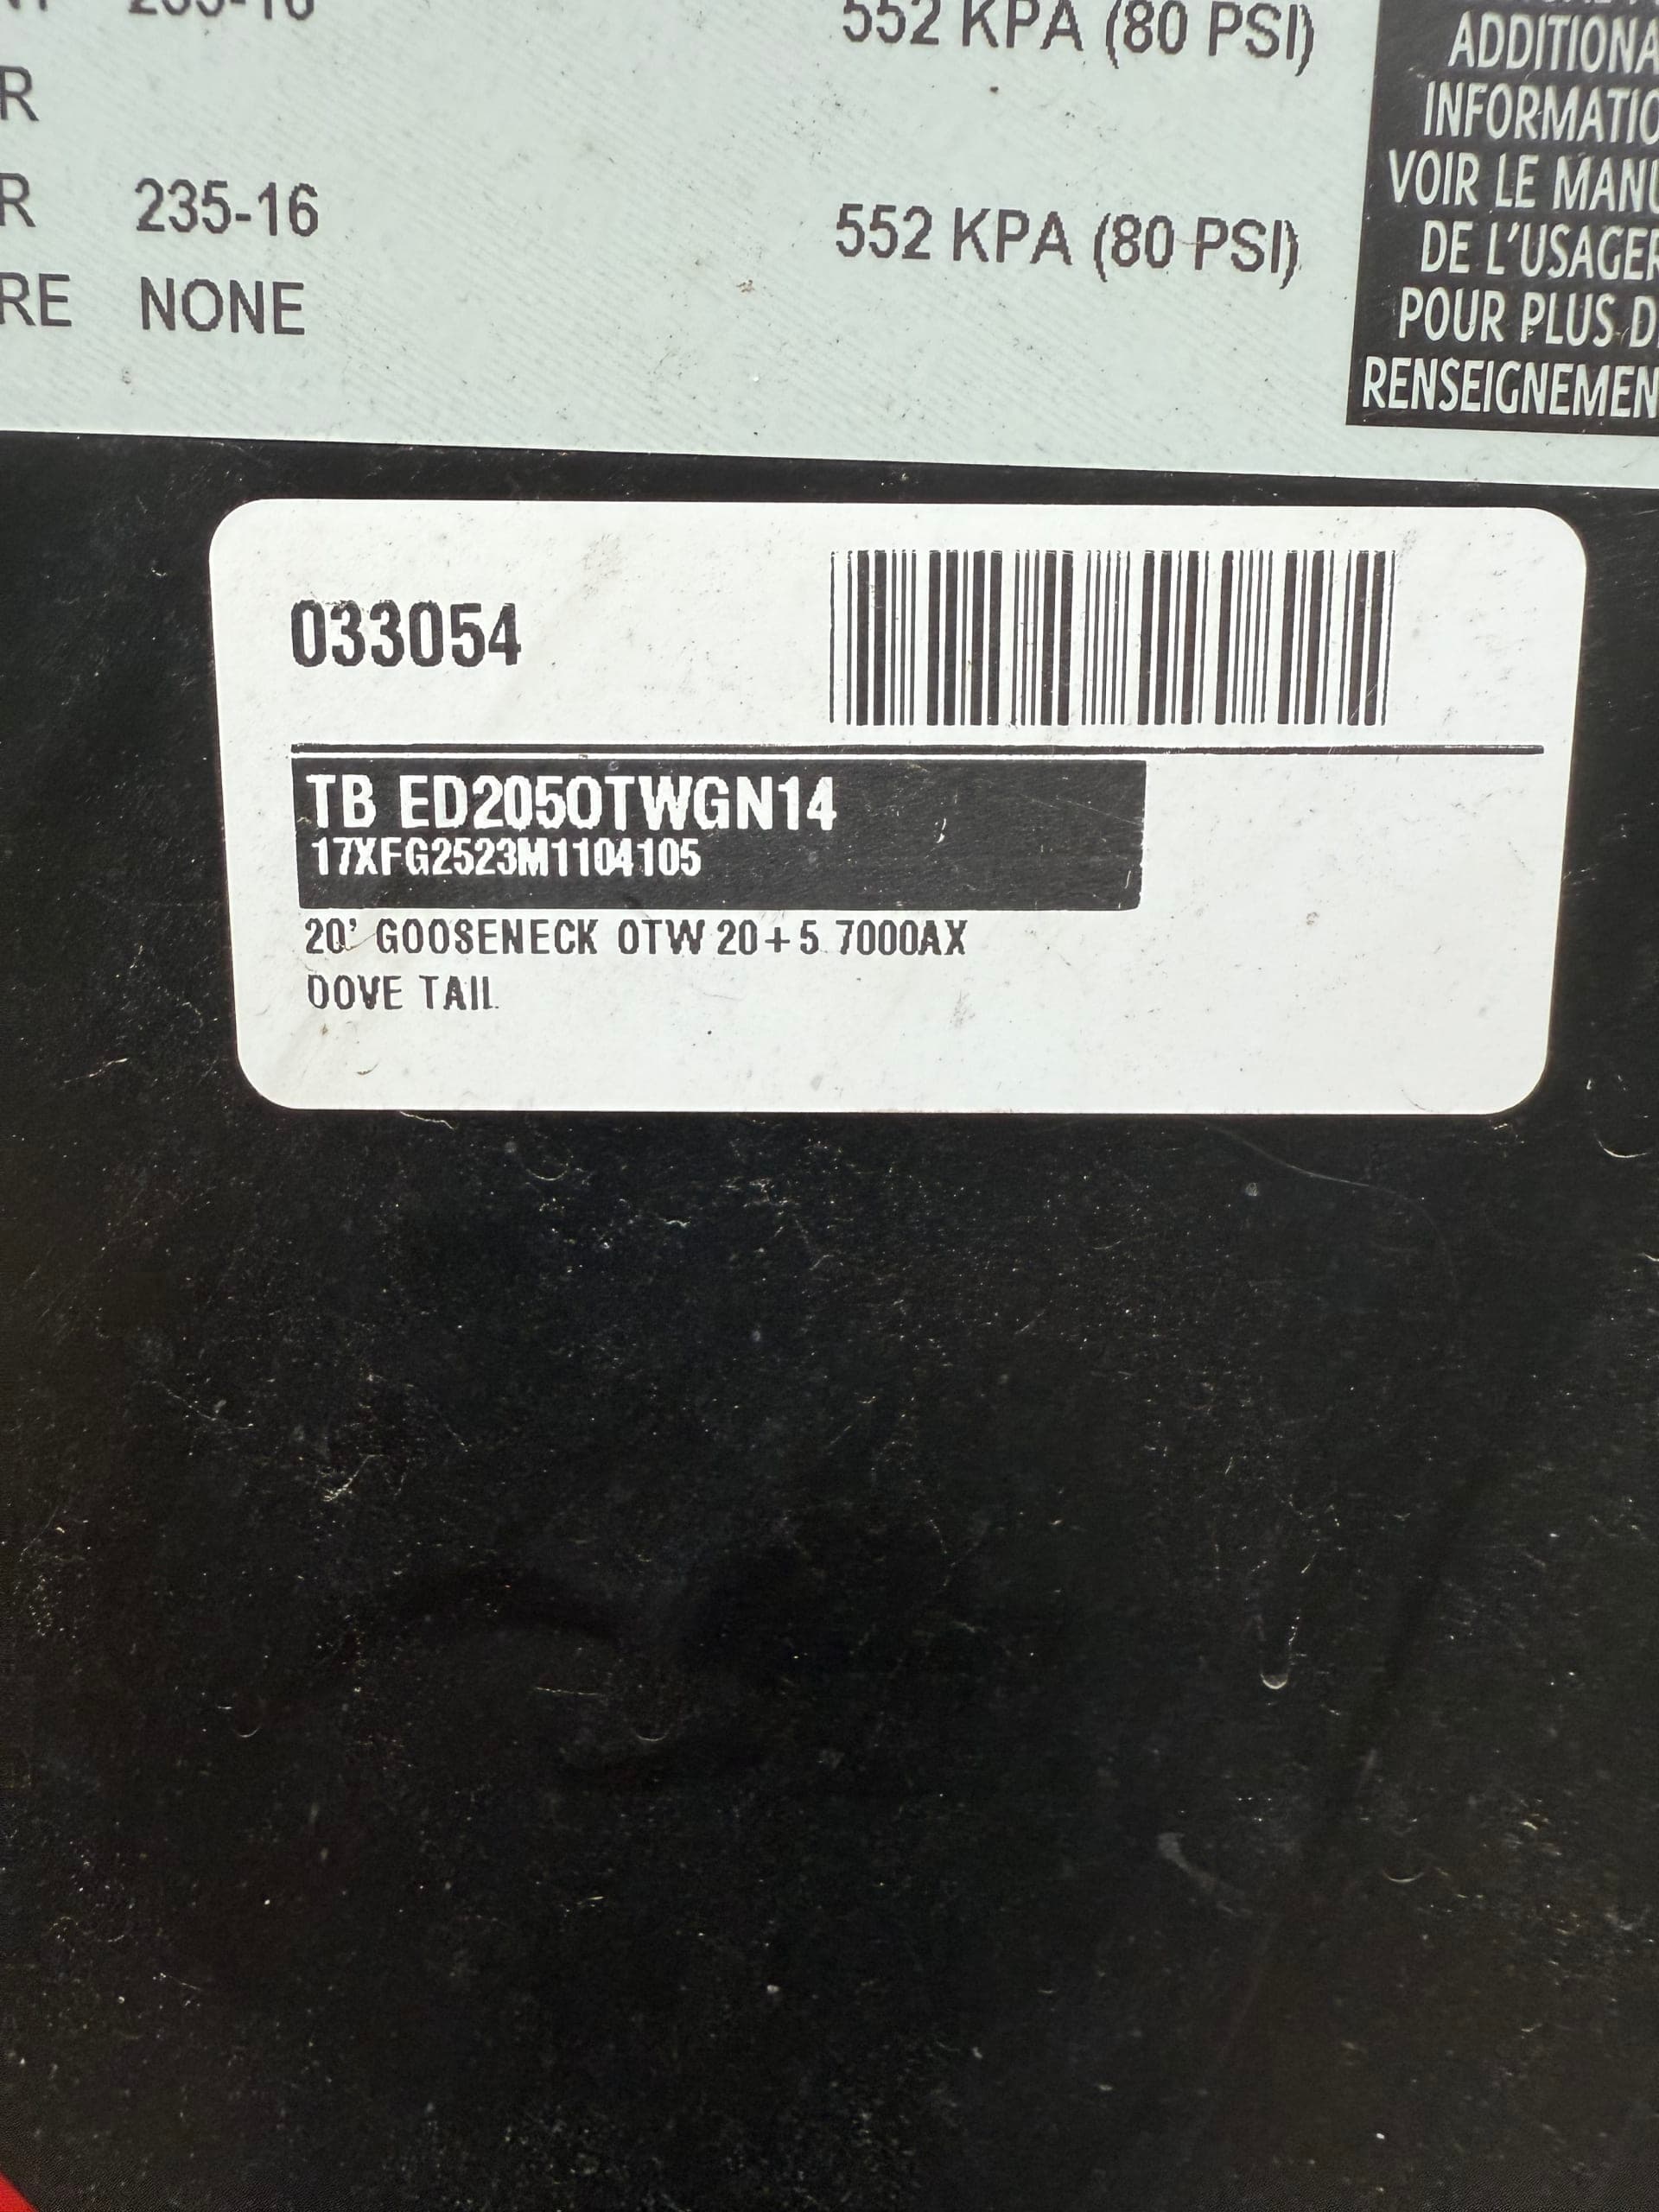 552 KPA (80 PSI)
R
R 235-16 552 KPA (80 PSI)
RE NONE
ADDITIONA
INFORMATIO
VOIR LE MANU
DE L'USAGER
POUR PLUS D
RENSEIGNEMEN
033054
TB ED2050TWGN14
17XFG2523M1104105
20' GOOSENECK OTW 20+5 7000AX
DOVE TAIL